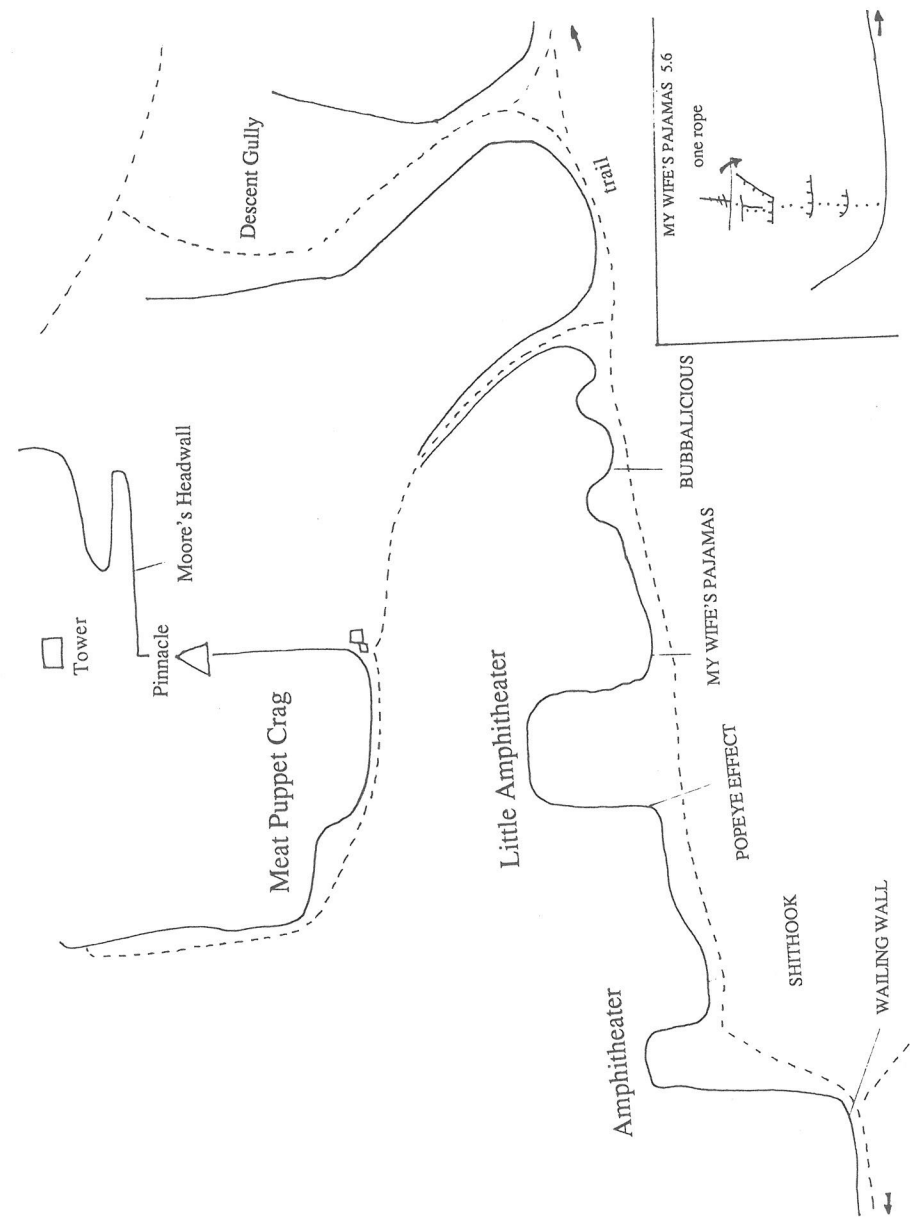 Tower
Pinnacle
Moore's Headwall
Descent Gully
Meat Puppet Crag
Little Amphitheater
Amphitheater
trail
WAILING WALL
SHITHOOK
POPEYE EFFECT
MY WIFE'S PAJAMAS
BUBBALICIOUS
MY WIFE'S PAJAMAS 5.6
one rope